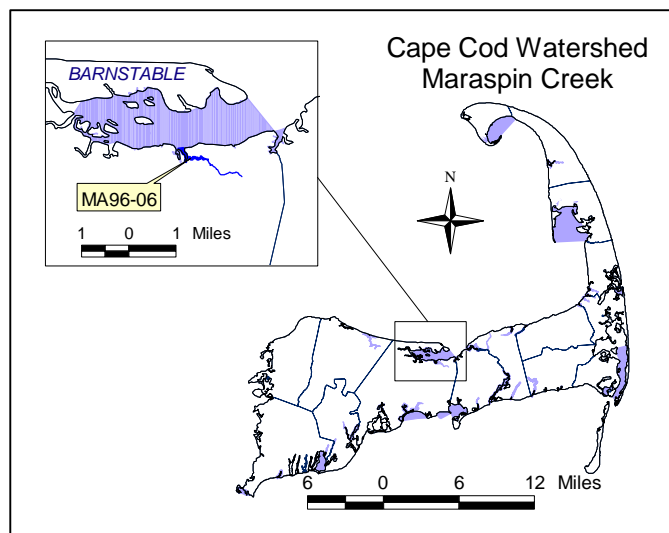 Cape Cod Watershed
Maraspin Creek
BARNSTABLE
MA96-06
1 0 1 Miles
N
6 0 6 12 Miles